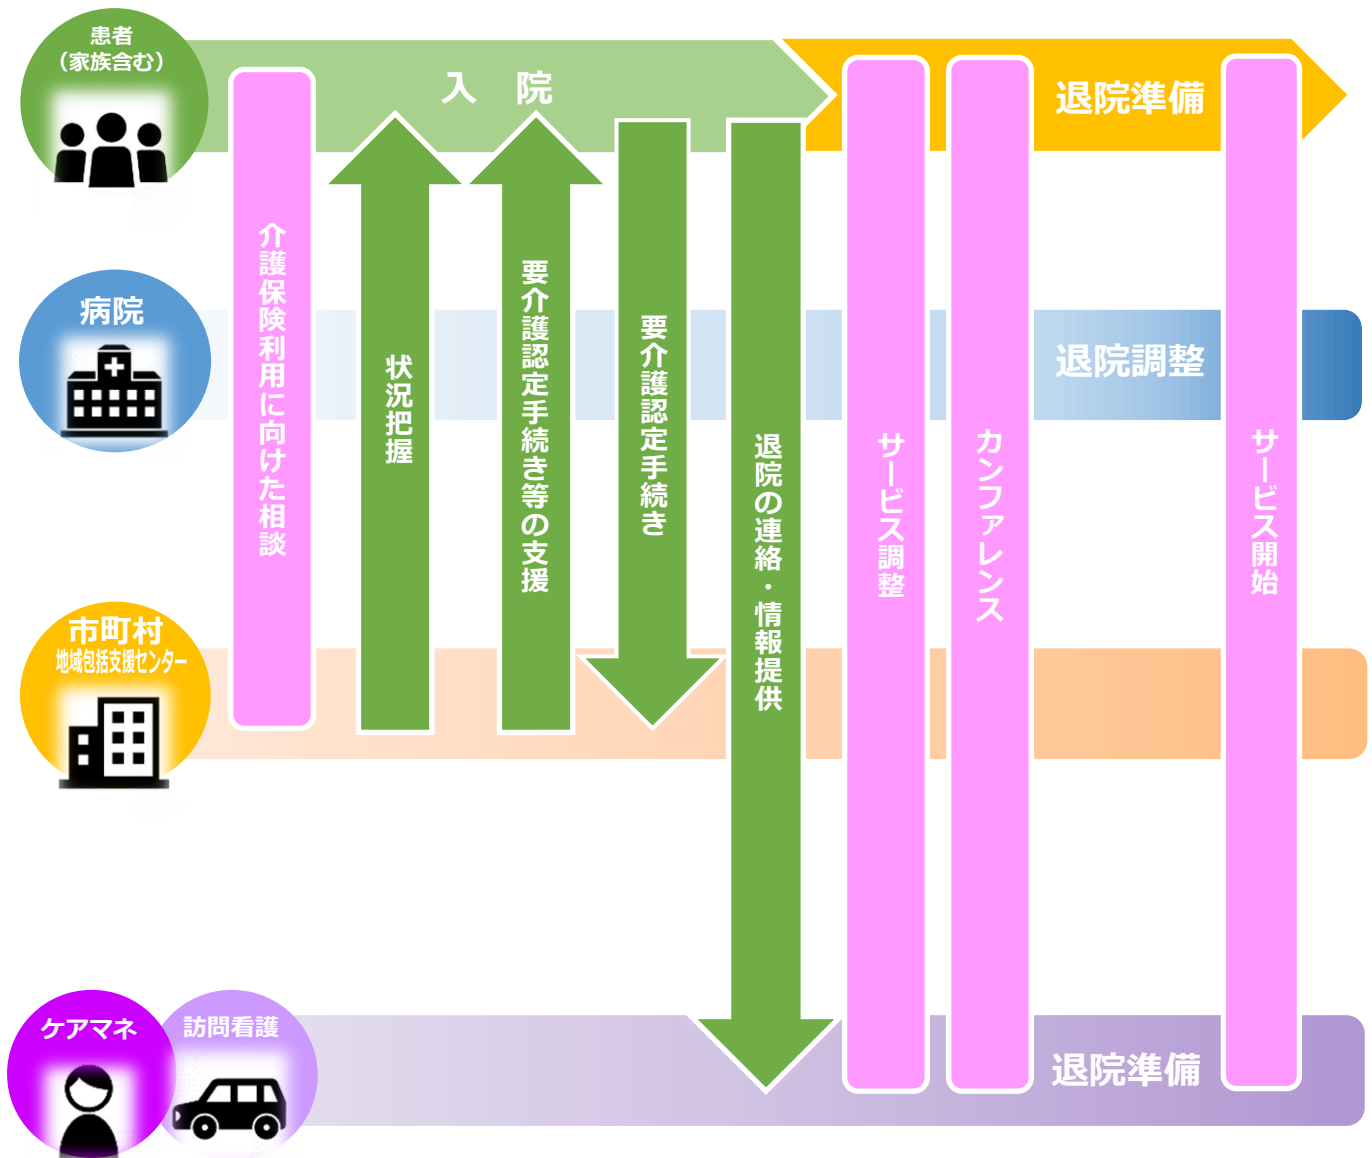 患者
（家族含む）
入　院
退院準備
介護保険利用に向けた相談
状況把握
要介護認定手続き等の支援
要介護認定手続き
退院の連絡・情報提供
サービス調整
カンファレンス
サービス開始
病院
退院調整
市町村
地域包括支援センター
ケアマネ
訪問看護
退院準備